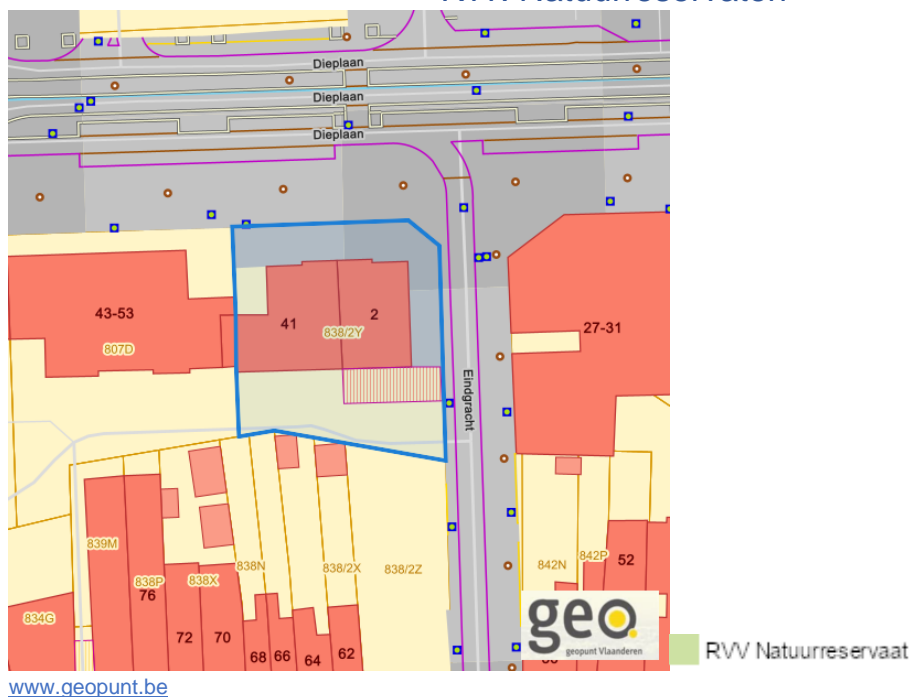 RVV Natuurreservaten
Dieplaan
Dieplaan
Dieplaan
43-53
807D
41
2
838/2Y
27-31
Eindgracht
839M
838P
76
838X
838N
838/2X
838/2Z
842N
842P
52
834G
72
70
68
66
64
62
geo.
geopunt Vlaanderen
RVV Natuurreservaat
www.geopunt.be